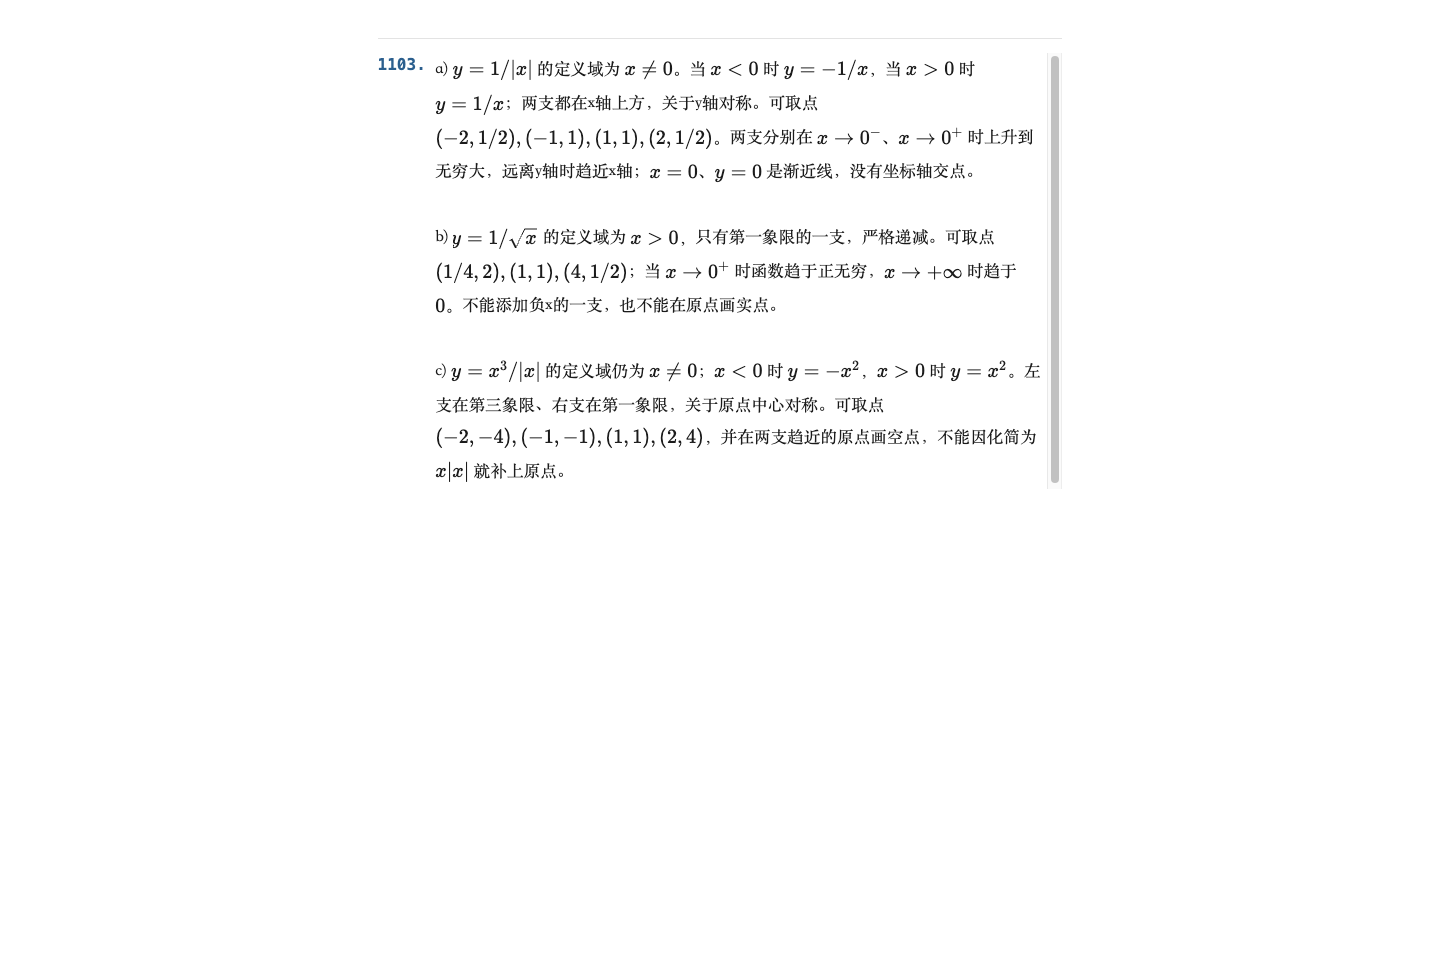 1103. a) y = 1/|x| 的定义域为 x ≠ 0。当 x < 0 时 y = −1/x，当 x > 0 时
y = 1/x；两支都在x轴上方，关于y轴对称。可取点
(−2, 1/2), (−1, 1), (1, 1), (2, 1/2)。两支分别在 x → 0⁻、x → 0⁺ 时上升到
无穷大，远离y轴时趋近x轴；x = 0、y = 0 是渐近线，没有坐标轴交点。
b) y = 1/√x 的定义域为 x > 0，只有第一象限的一支，严格递减。可取点
(1/4, 2), (1, 1), (4, 1/2)；当 x → 0⁺ 时函数趋于正无穷，x → +∞ 时趋于
0。不能添加负x的一支，也不能在原点画实点。
c) y = x³/|x| 的定义域仍为 x ≠ 0；x < 0 时 y = −x²，x > 0 时 y = x²。左
支在第三象限、右支在第一象限，关于原点中心对称。可取点
(−2, −4), (−1, −1), (1, 1), (2, 4)，并在两支趋近的原点画空点，不能因化简为
x|x| 就补上原点。